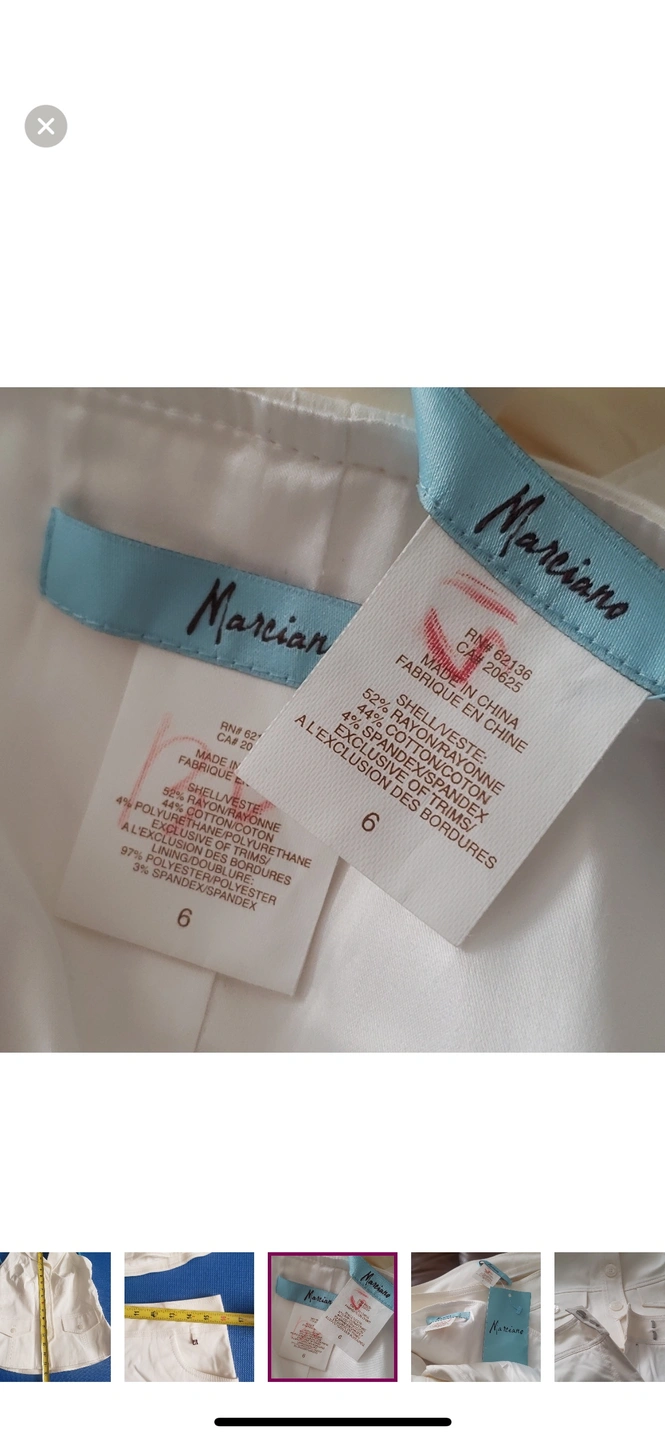 Marcian
RN# 62
CA# 20
MADE IN
FABRIQUE E
SHELL/VESTE:
52% RAYON/RAYONNE
44% COTTON/COTON
4% POLYURETHANE/POLYURETHANE
EXCLUSIVE OF TRIMS/
A L'EXCLUSION DES BORDURES
LINING/DOUBLURE:
97% POLYESTER/POLYESTER
3% SPANDEX/SPANDEX
6
Marciano
RN# 62136
CA# 20625
MADE IN CHINA
FABRIQUE EN CHINE
SHELL/VESTE:
52% RAYON/RAYONNE
44% COTTON/COTON
4% SPANDEX/SPANDEX
EXCLUSIVE OF TRIMS/
A L'EXCLUSION DES BORDURES
6
Marcian
Marciano
Marciano